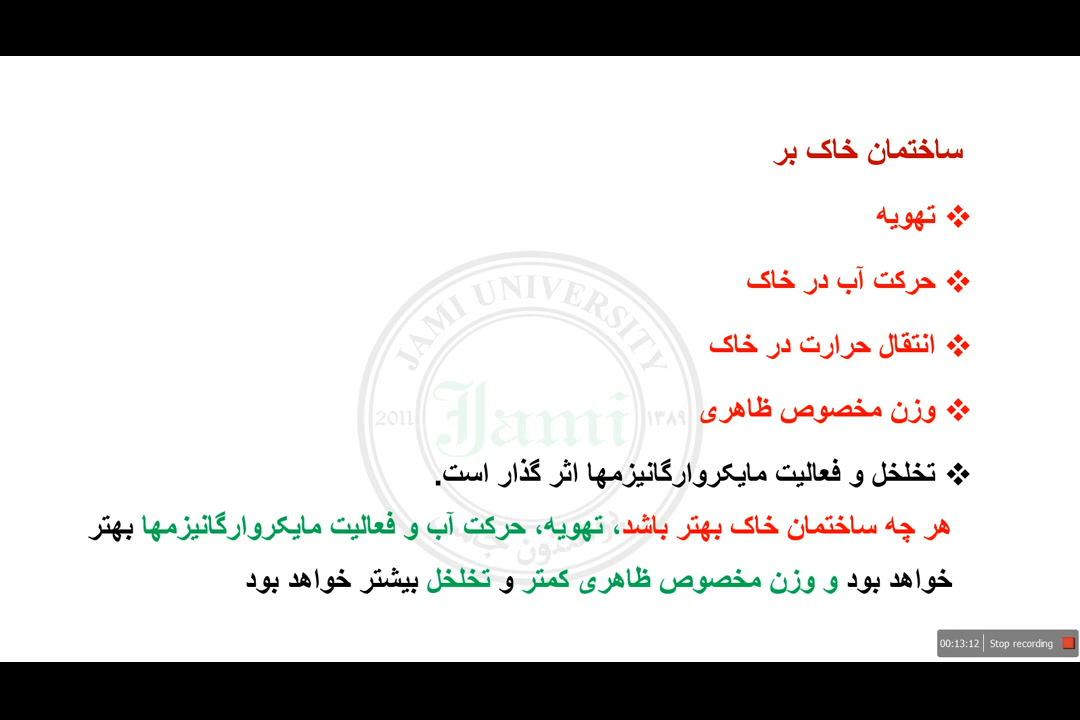 ساختمان خاک بر
❖ تهویه
❖ حرکت آب در خاک
❖ انتقال حرارت در خاک
❖ وزن مخصوص ظاهری
❖ تخلخل و فعالیت مایکروارگانیزمها اثر گذار است.
هر چه ساختمان خاک بهتر باشد، تهویه، حرکت آب و فعالیت مایکروارگانیزمها بهتر
خواهد بود و وزن مخصوص ظاهری کمتر و تخلخل بیشتر خواهد بود
JAMI UNIVERSITY
2011 Jami ۱۳۸۹
00:13:12 Stop recording